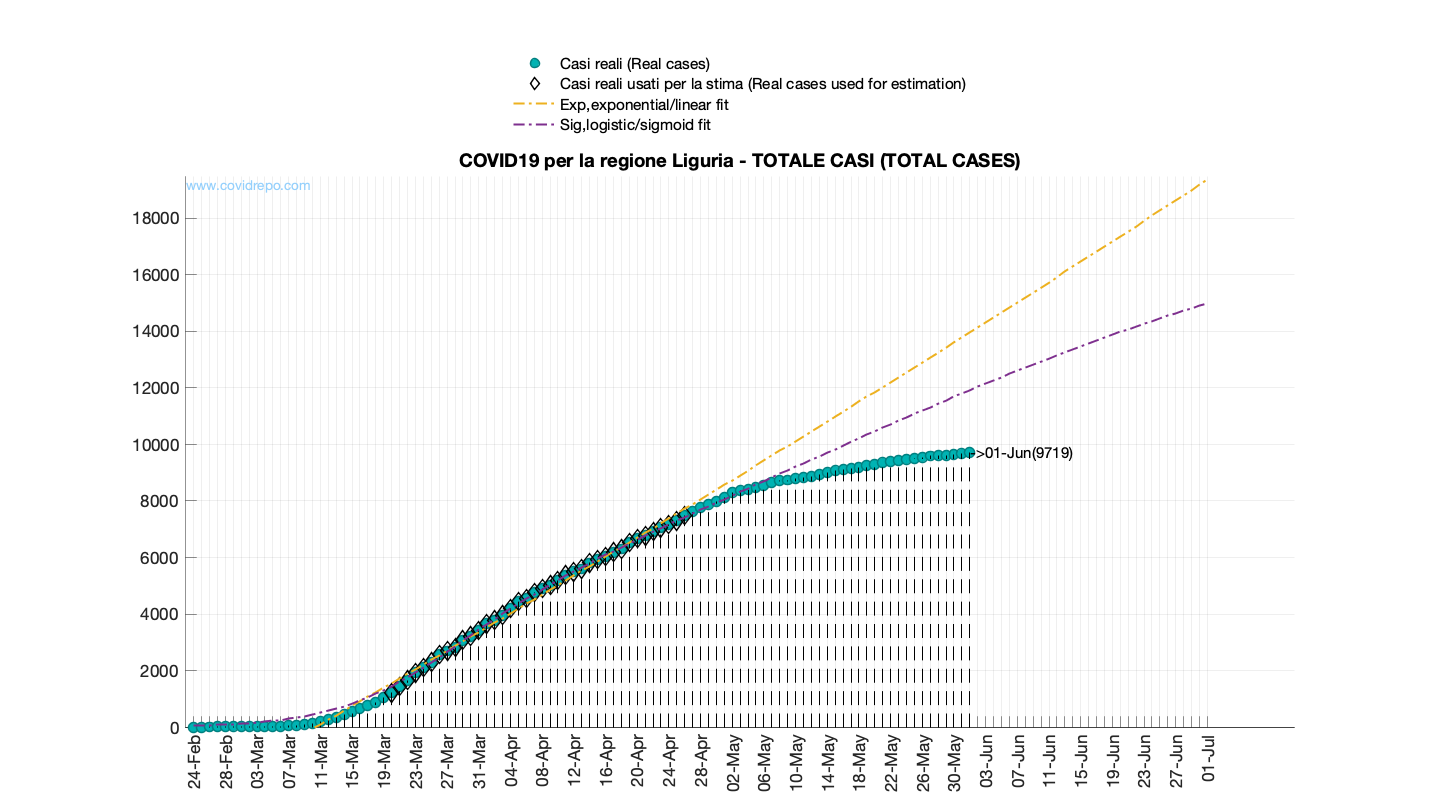 Casi reali (Real cases)
Casi reali usati per la stima (Real cases used for estimation)
Exp,exponential/linear fit
Sig,logistic/sigmoid fit
COVID19 per la regione Liguria - TOTALE CASI (TOTAL CASES)
www.covidrepo.com
18000
16000
14000
12000
10000
8000
6000
4000
2000
0
->01-Jun(9719)
24-Feb
28-Feb
03-Mar
07-Mar
11-Mar
15-Mar
19-Mar
23-Mar
27-Mar
31-Mar
04-Apr
08-Apr
12-Apr
16-Apr
20-Apr
24-Apr
28-Apr
02-May
06-May
10-May
14-May
18-May
22-May
26-May
30-May
03-Jun
07-Jun
11-Jun
15-Jun
19-Jun
23-Jun
27-Jun
01-Jul